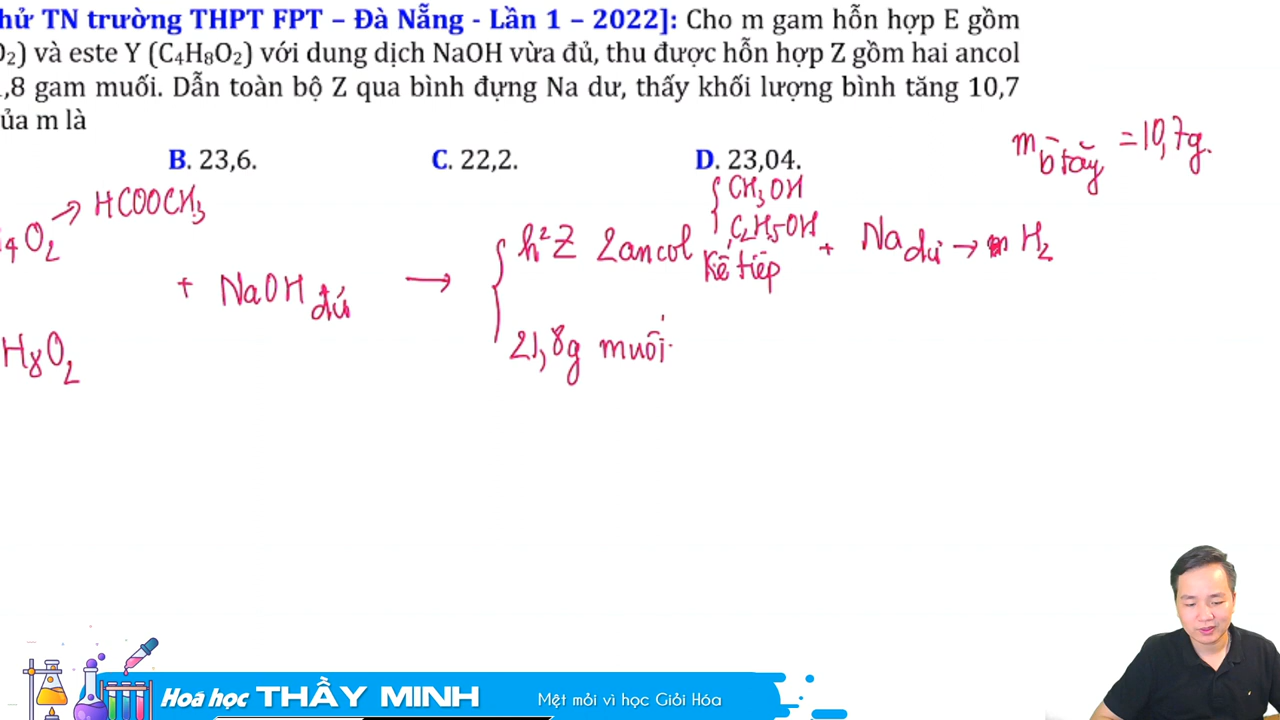 hử TN trường THPT FPT – Đà Nẵng - Lần 1 – 2022]: Cho m gam hỗn hợp E gồm
O₂) và este Y (C₄H₈O₂) với dung dịch NaOH vừa đủ, thu được hỗn hợp Z gồm hai ancol
,8 gam muối. Dẫn toàn bộ Z qua bình đựng Na dư, thấy khối lượng bình tăng 10,7
ủa m là
B. 23,6. C. 22,2. D. 23,04.
m b tăg = 10,7g.
4O₂ → HCOOCH₃
+ NaOH đủ → h² Z 2 ancol kế tiếp { CH₃OH C₂H₅OH + Na dư → H₂
H₈O₂
21,8g muối
Hoá học THẦY MINH Mệt mỏi vì học Giỏi Hóa